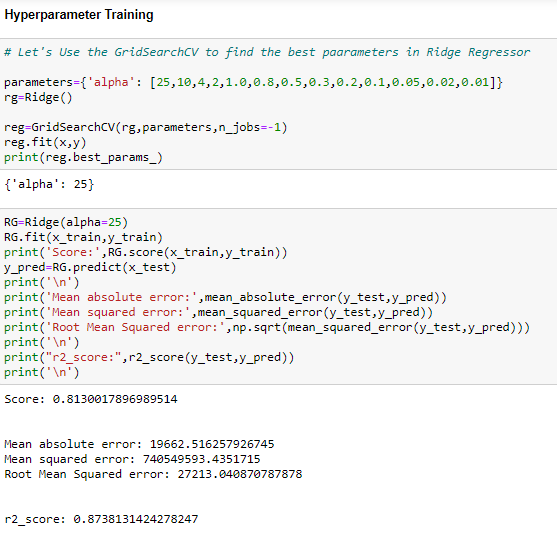 Hyperparameter Training
# Let's Use the GridSearchCV to find the best paarameters in Ridge Regressor
parameters={'alpha': [25,10,4,2,1.0,0.8,0.5,0.3,0.2,0.1,0.05,0.02,0.01]}
rg=Ridge()
reg=GridSearchCV(rg,parameters,n_jobs=-1)
reg.fit(x,y)
print(reg.best_params_)
{'alpha': 25}
RG=Ridge(alpha=25)
RG.fit(x_train,y_train)
print('Score:',RG.score(x_train,y_train))
y_pred=RG.predict(x_test)
print('\n')
print('Mean absolute error:',mean_absolute_error(y_test,y_pred))
print('Mean squared error:',mean_squared_error(y_test,y_pred))
print('Root Mean Squared error:',np.sqrt(mean_squared_error(y_test,y_pred)))
print('\n')
print("r2_score:",r2_score(y_test,y_pred))
print('\n')
Score: 0.8130017896989514
Mean absolute error: 19662.516257926745
Mean squared error: 740549593.4351715
Root Mean Squared error: 27213.040870787878
r2_score: 0.8738131424278247